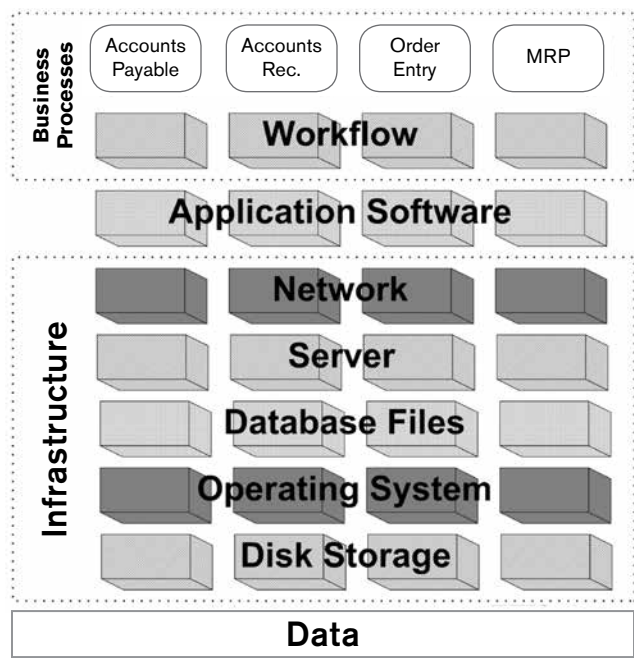 Business
Processes
Accounts
Payable
Accounts
Rec.
Order
Entry
MRP
Workflow
Application Software
Infrastructure
Network
Server
Database Files
Operating System
Disk Storage
Data